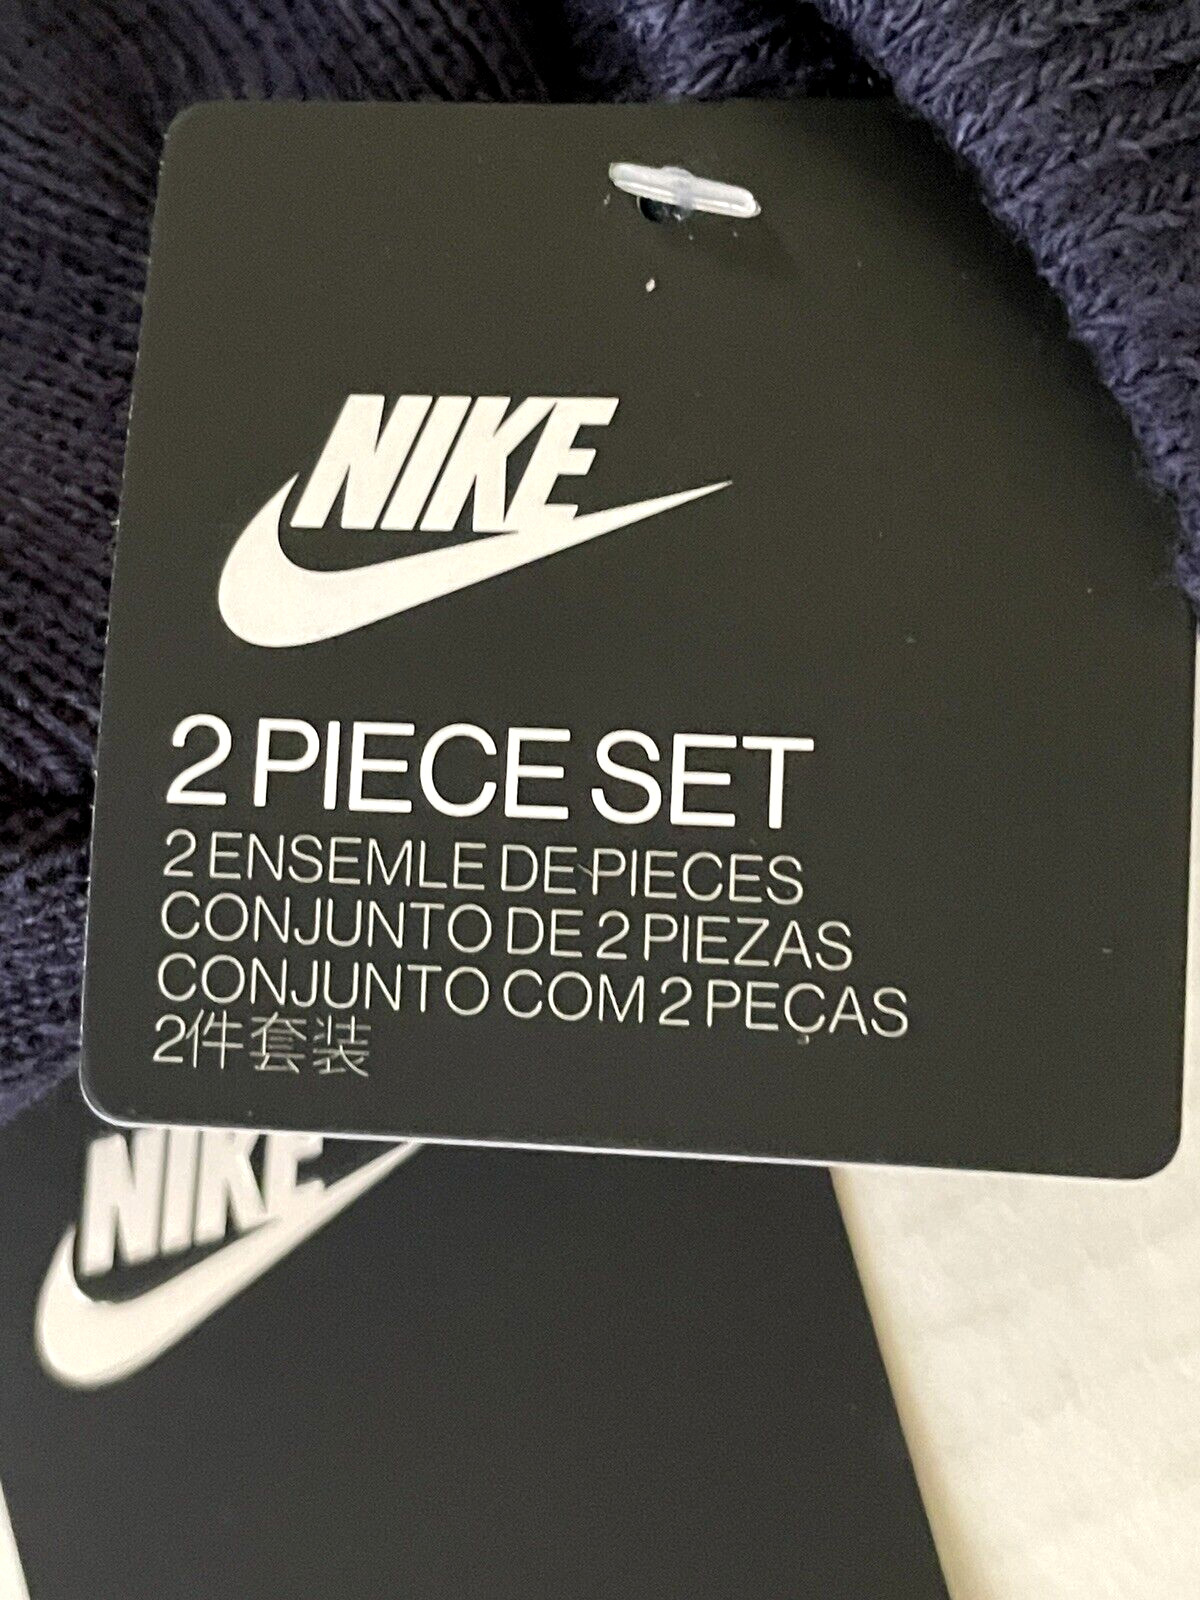 NIKE
2 PIECE SET
2 ENSEMLE DE PIECES
CONJUNTO DE 2 PIEZAS
CONJUNTO COM 2 PEÇAS
2件套装
NIKE